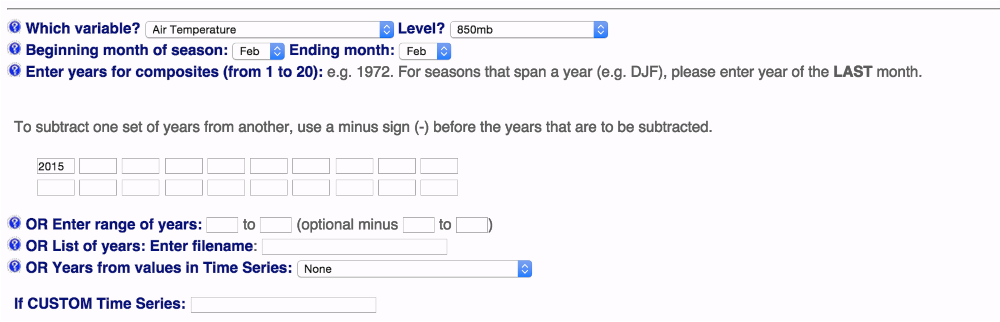 Which variable? Air Temperature Level? 850mb
Beginning month of season: Feb Ending month: Feb
Enter years for composites (from 1 to 20): e.g. 1972. For seasons that span a year (e.g. DJF), please enter year of the LAST month.
To subtract one set of years from another, use a minus sign (-) before the years that are to be subtracted.
2015
OR Enter range of years: to (optional minus to )
OR List of years: Enter filename:
OR Years from values in Time Series: None
If CUSTOM Time Series: